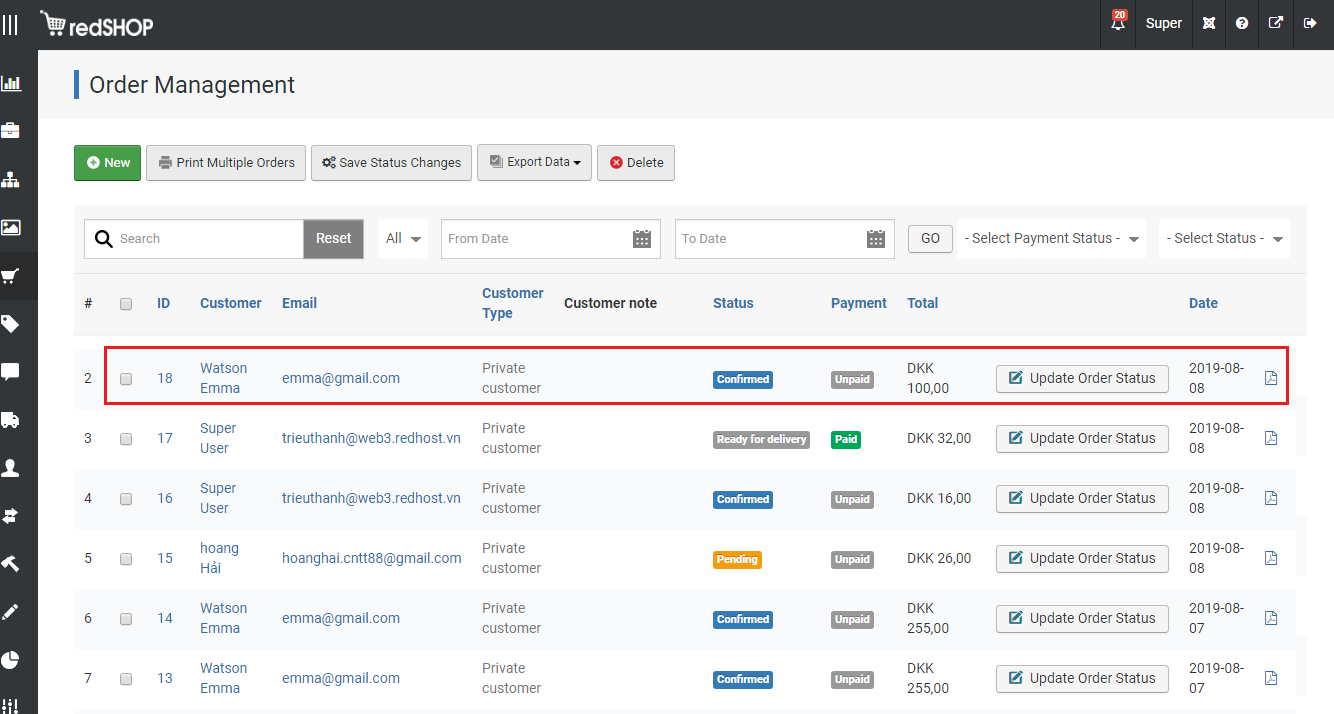 redSHOP
20
Super
Order Management
New
Print Multiple Orders
Save Status Changes
Export Data
Delete
Search
Reset
All
From Date
To Date
GO
- Select Payment Status -
- Select Status -
# ID Customer Email Customer Type Customer note Status Payment Total Date
2 18 Watson Emma emma@gmail.com Private customer Confirmed Unpaid DKK 100,00 Update Order Status 2019-08-08
3 17 Super User trieuthanh@web3.redhost.vn Private customer Ready for delivery Paid DKK 32,00 Update Order Status 2019-08-08
4 16 Super User trieuthanh@web3.redhost.vn Private customer Confirmed Unpaid DKK 16,00 Update Order Status 2019-08-08
5 15 hoang Hải hoanghai.cntt88@gmail.com Private customer Pending Unpaid DKK 26,00 Update Order Status 2019-08-08
6 14 Watson Emma emma@gmail.com Private customer Confirmed Unpaid DKK 255,00 Update Order Status 2019-08-07
7 13 Watson Emma emma@gmail.com Private customer Confirmed Unpaid DKK 255,00 Update Order Status 2019-08-07